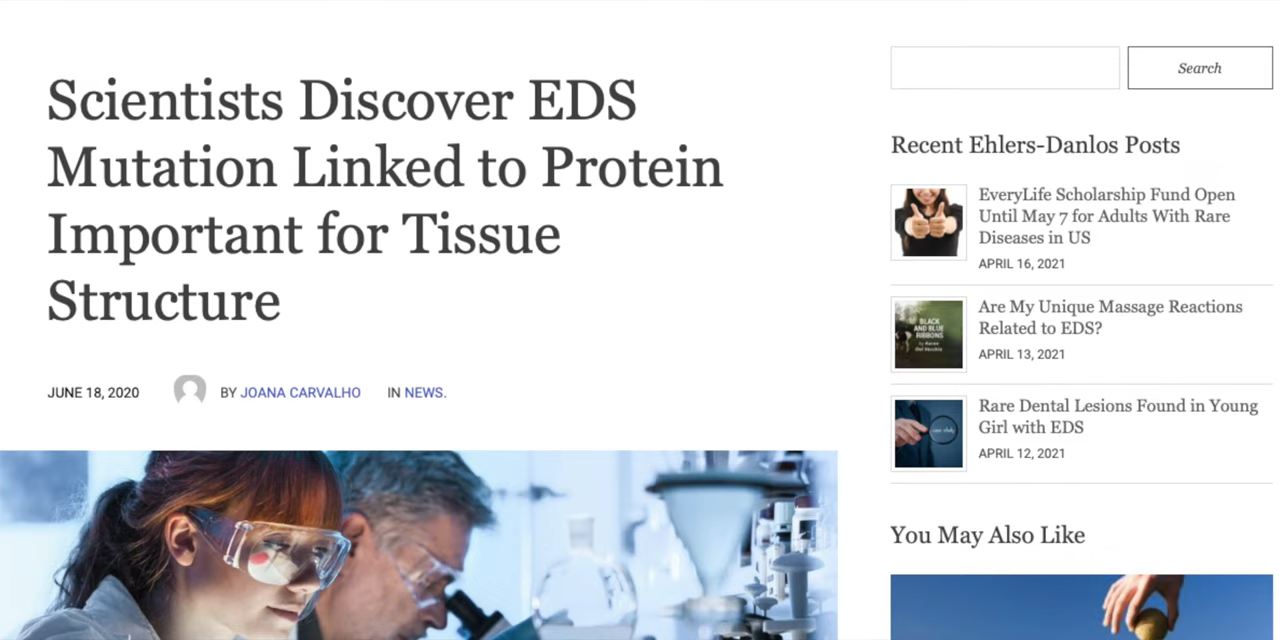 Scientists Discover EDS
Mutation Linked to Protein
Important for Tissue
Structure
JUNE 18, 2020
BY JOANA CARVALHO
IN NEWS.
Search
Recent Ehlers-Danlos Posts
EveryLife Scholarship Fund Open
Until May 7 for Adults With Rare
Diseases in US
APRIL 16, 2021
BLACK
AND BLUE
RIBBONS
Are My Unique Massage Reactions
Related to EDS?
APRIL 13, 2021
case study
Rare Dental Lesions Found in Young
Girl with EDS
APRIL 12, 2021
You May Also Like